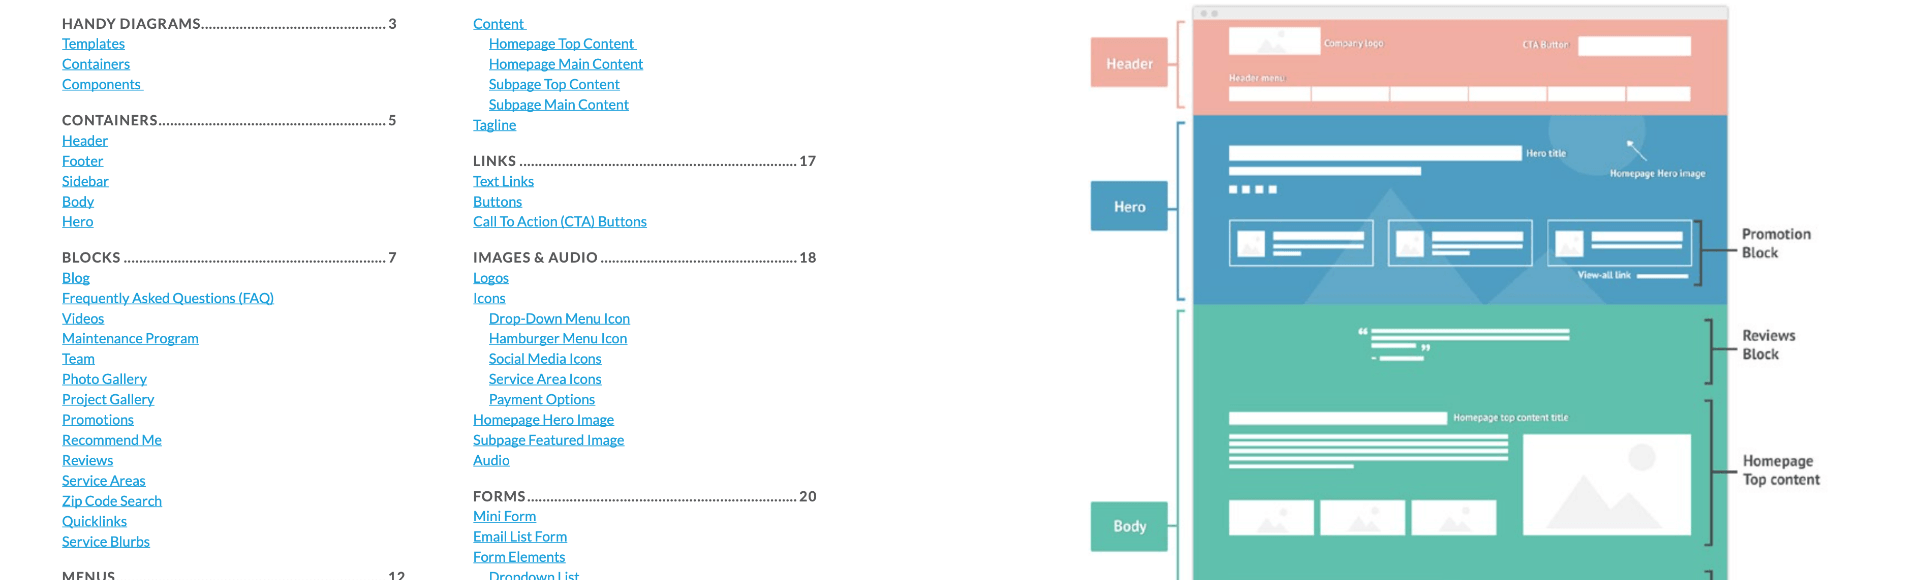 HANDY DIAGRAMS............................................... 3
Templates
Containers
Components
CONTAINERS.......................................................... 5
Header
Footer
Sidebar
Body
Hero
BLOCKS ................................................................... 7
Blog
Frequently Asked Questions (FAQ)
Videos
Maintenance Program
Team
Photo Gallery
Project Gallery
Promotions
Recommend Me
Reviews
Service Areas
Zip Code Search
Quicklinks
Service Blurbs
MENUS 12
Content
Homepage Top Content
Homepage Main Content
Subpage Top Content
Subpage Main Content
Tagline
LINKS ....................................................................... 17
Text Links
Buttons
Call To Action (CTA) Buttons
IMAGES & AUDIO .................................................. 18
Logos
Icons
Drop-Down Menu Icon
Hamburger Menu Icon
Social Media Icons
Service Area Icons
Payment Options
Homepage Hero Image
Subpage Featured Image
Audio
FORMS..................................................................... 20
Mini Form
Email List Form
Form Elements
Dropdown List
Header
Company logo
CTA Button
Header menu
Hero
Hero title
Homepage Hero image
Promotion
Block
View-all link
Reviews
Block
“
”
Homepage top content title
Homepage
Top content
Body